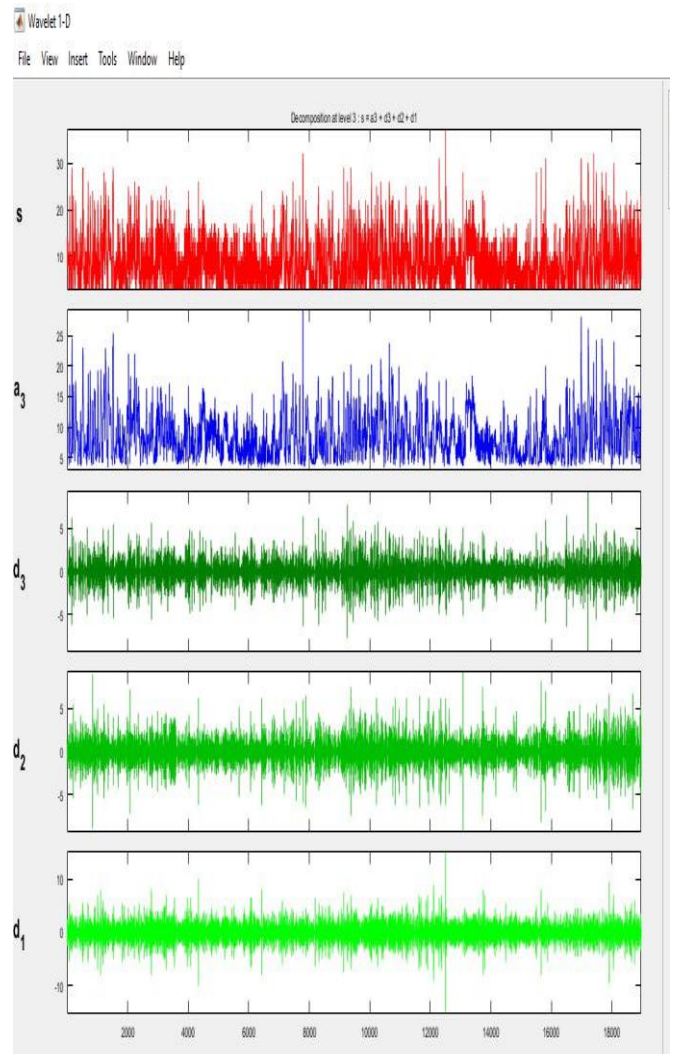 Wavelet 1-D
File View Insert Tools Window Help
Decomposition at level 3 : s = a3 + d3 + d2 + d1
s
30
20
10
a3
25
20
15
10
5
d3
5
0
-5
d2
5
0
-5
d1
10
0
-10
2000 4000 6000 8000 10000 12000 14000 16000 18000